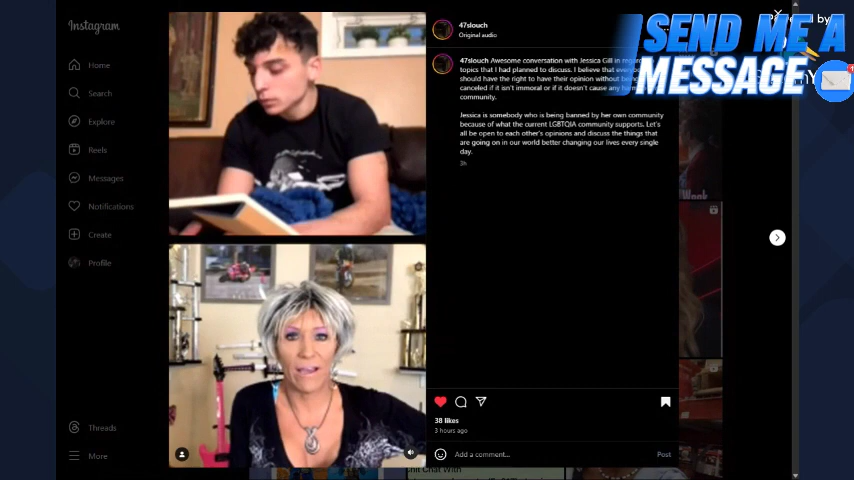 Instagram
Home
Search
Explore
Reels
Messages
Notifications
Create
Profile
Threads
More
47slouch
Original audio
47slouch Awesome conversation with Jessica Gill in
topics that I had planned to discuss. I believe that
should have the right to have their opinion without
canceled if it isn't immoral or if it doesn't cause any
community.
Jessica is somebody who is being banned by her own community
because of what the current LGBTQIA community supports. Let's
all be open to each other's opinions and discuss the things that
are going on in our world better changing our lives every single
day.
3h
38 likes
3 hours ago
Add a comment...
Post
SEND ME A
MESSAGE
by
Chat With